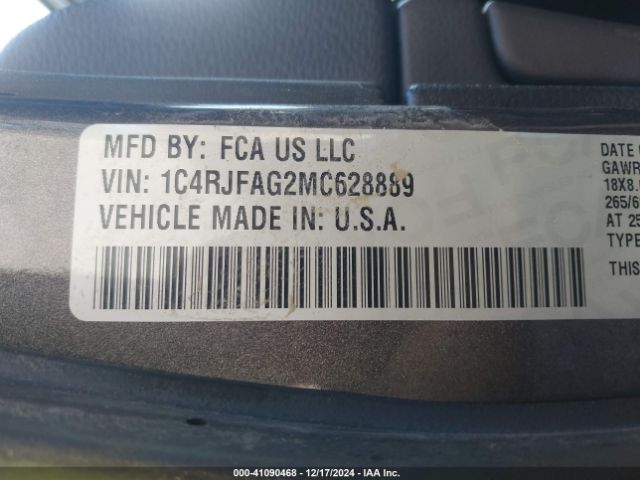 MFD BY: FCA US LLC
VIN: 1C4RJFAG2MC628889
VEHICLE MADE IN: U.S.A.
DATE O
GAWR
18X8.
265/6
AT 25
TYPE
THIS
000-41090468 - 12/17/2024 - IAA Inc.